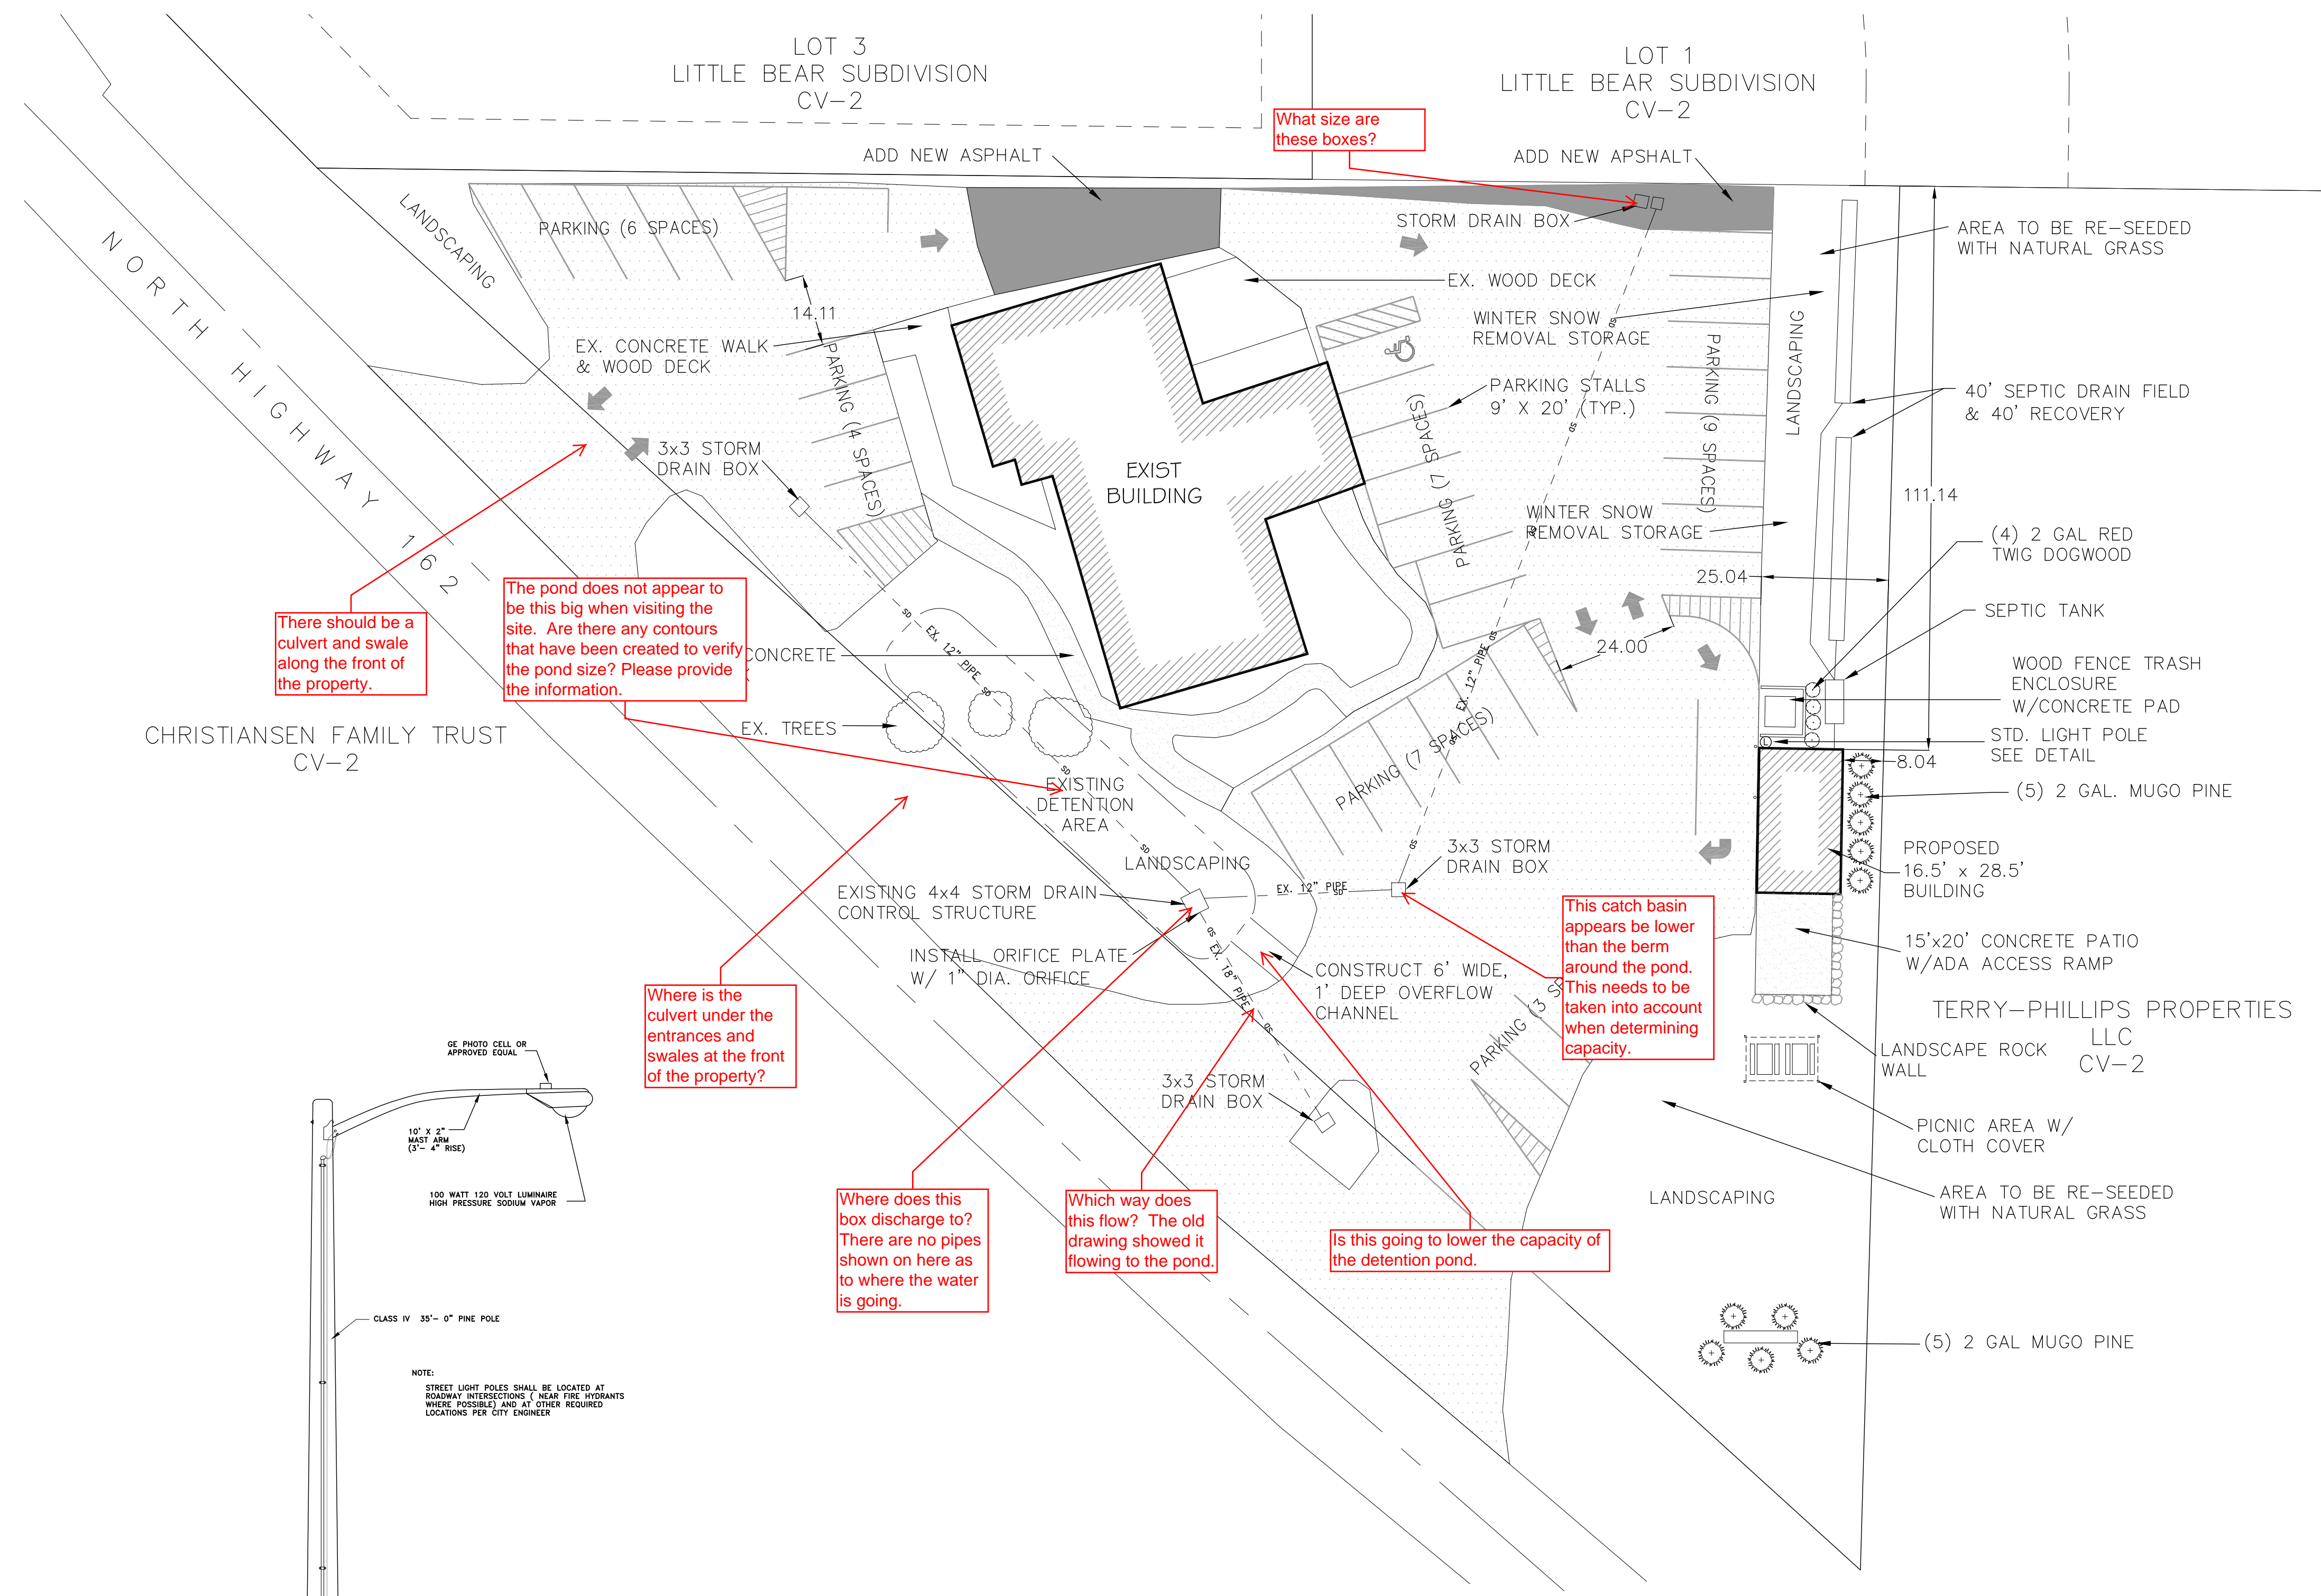 LOT 3
LITTLE BEAR SUBDIVISION
CV-2
LOT 1
LITTLE BEAR SUBDIVISION
CV-2
What size are
these boxes?
ADD NEW ASPHALT
ADD NEW APSHALT
LANDSCAPING
PARKING (6 SPACES)
STORM DRAIN BOX
AREA TO BE RE-SEEDED
WITH NATURAL GRASS
NORTH HIGHWAY 162
EX. WOOD DECK
14.11
WINTER SNOW
REMOVAL STORAGE
SD
EX. CONCRETE WALK
& WOOD DECK
PARKING (4 SPACES)
PARKING STALLS
9' X 20' (TYP.)
PARKING (9 SPACES)
LANDSCAPING
40' SEPTIC DRAIN FIELD
& 40' RECOVERY
(7 SPACES)
PARKING
SD
3x3 STORM
DRAIN BOX
EXIST
BUILDING
111.14
WINTER SNOW
REMOVAL STORAGE
SD
(4) 2 GAL RED
TWIG DOGWOOD
25.04
SEPTIC TANK
There should be a
culvert and swale
along the front of
the property.
The pond does not appear to
be this big when visiting the
site. Are there any contours
that have been created to verify
the pond size? Please provide
the information.
SD
EX. 12" PIPE
SD
CONCRETE
24.00
SD
EX. 12" PIPE
SD
WOOD FENCE TRASH
ENCLOSURE
W/CONCRETE PAD
CHRISTIANSEN FAMILY TRUST
CV-2
EX. TREES
STD. LIGHT POLE
SEE DETAIL
L
8.04
PARKING (7 SPACES)
SD
EXISTING
DETENTION
AREA
(5) 2 GAL. MUGO PINE
SD
SD
LANDSCAPING
3x3 STORM
DRAIN BOX
PROPOSED
16.5' x 28.5'
BUILDING
EXISTING 4x4 STORM DRAIN
CONTROL STRUCTURE
EX. 12" PIPE
SD
This catch basin
appears be lower
than the berm
around the pond.
This needs to be
taken into account
when determining
capacity.
INSTALL ORIFICE PLATE
W/ 1" DIA. ORIFICE
SD
EX. 18" PIPE
SD
CONSTRUCT 6' WIDE,
1' DEEP OVERFLOW
CHANNEL
15'x20' CONCRETE PATIO
W/ADA ACCESS RAMP
Where is the
culvert under the
entrances and
swales at the front
of the property?
PARKING (3 S
TERRY-PHILLIPS PROPERTIES
LLC
CV-2
LANDSCAPE ROCK
WALL
GE PHOTO CELL OR
APPROVED EQUAL
3x3 STORM
DRAIN BOX
10' X 2"
MAST ARM
(3'- 4" RISE)
PICNIC AREA W/
CLOTH COVER
100 WATT 120 VOLT LUMINAIRE
HIGH PRESSURE SODIUM VAPOR
Where does this
box discharge to?
There are no pipes
shown on here as
to where the water
is going.
Which way does
this flow? The old
drawing showed it
flowing to the pond.
Is this going to lower the capacity of
the detention pond.
LANDSCAPING
AREA TO BE RE-SEEDED
WITH NATURAL GRASS
CLASS IV 35'- 0" PINE POLE
(5) 2 GAL MUGO PINE
NOTE:
STREET LIGHT POLES SHALL BE LOCATED AT
ROADWAY INTERSECTIONS ( NEAR FIRE HYDRANTS
WHERE POSSIBLE) AND AT OTHER REQUIRED
LOCATIONS PER CITY ENGINEER